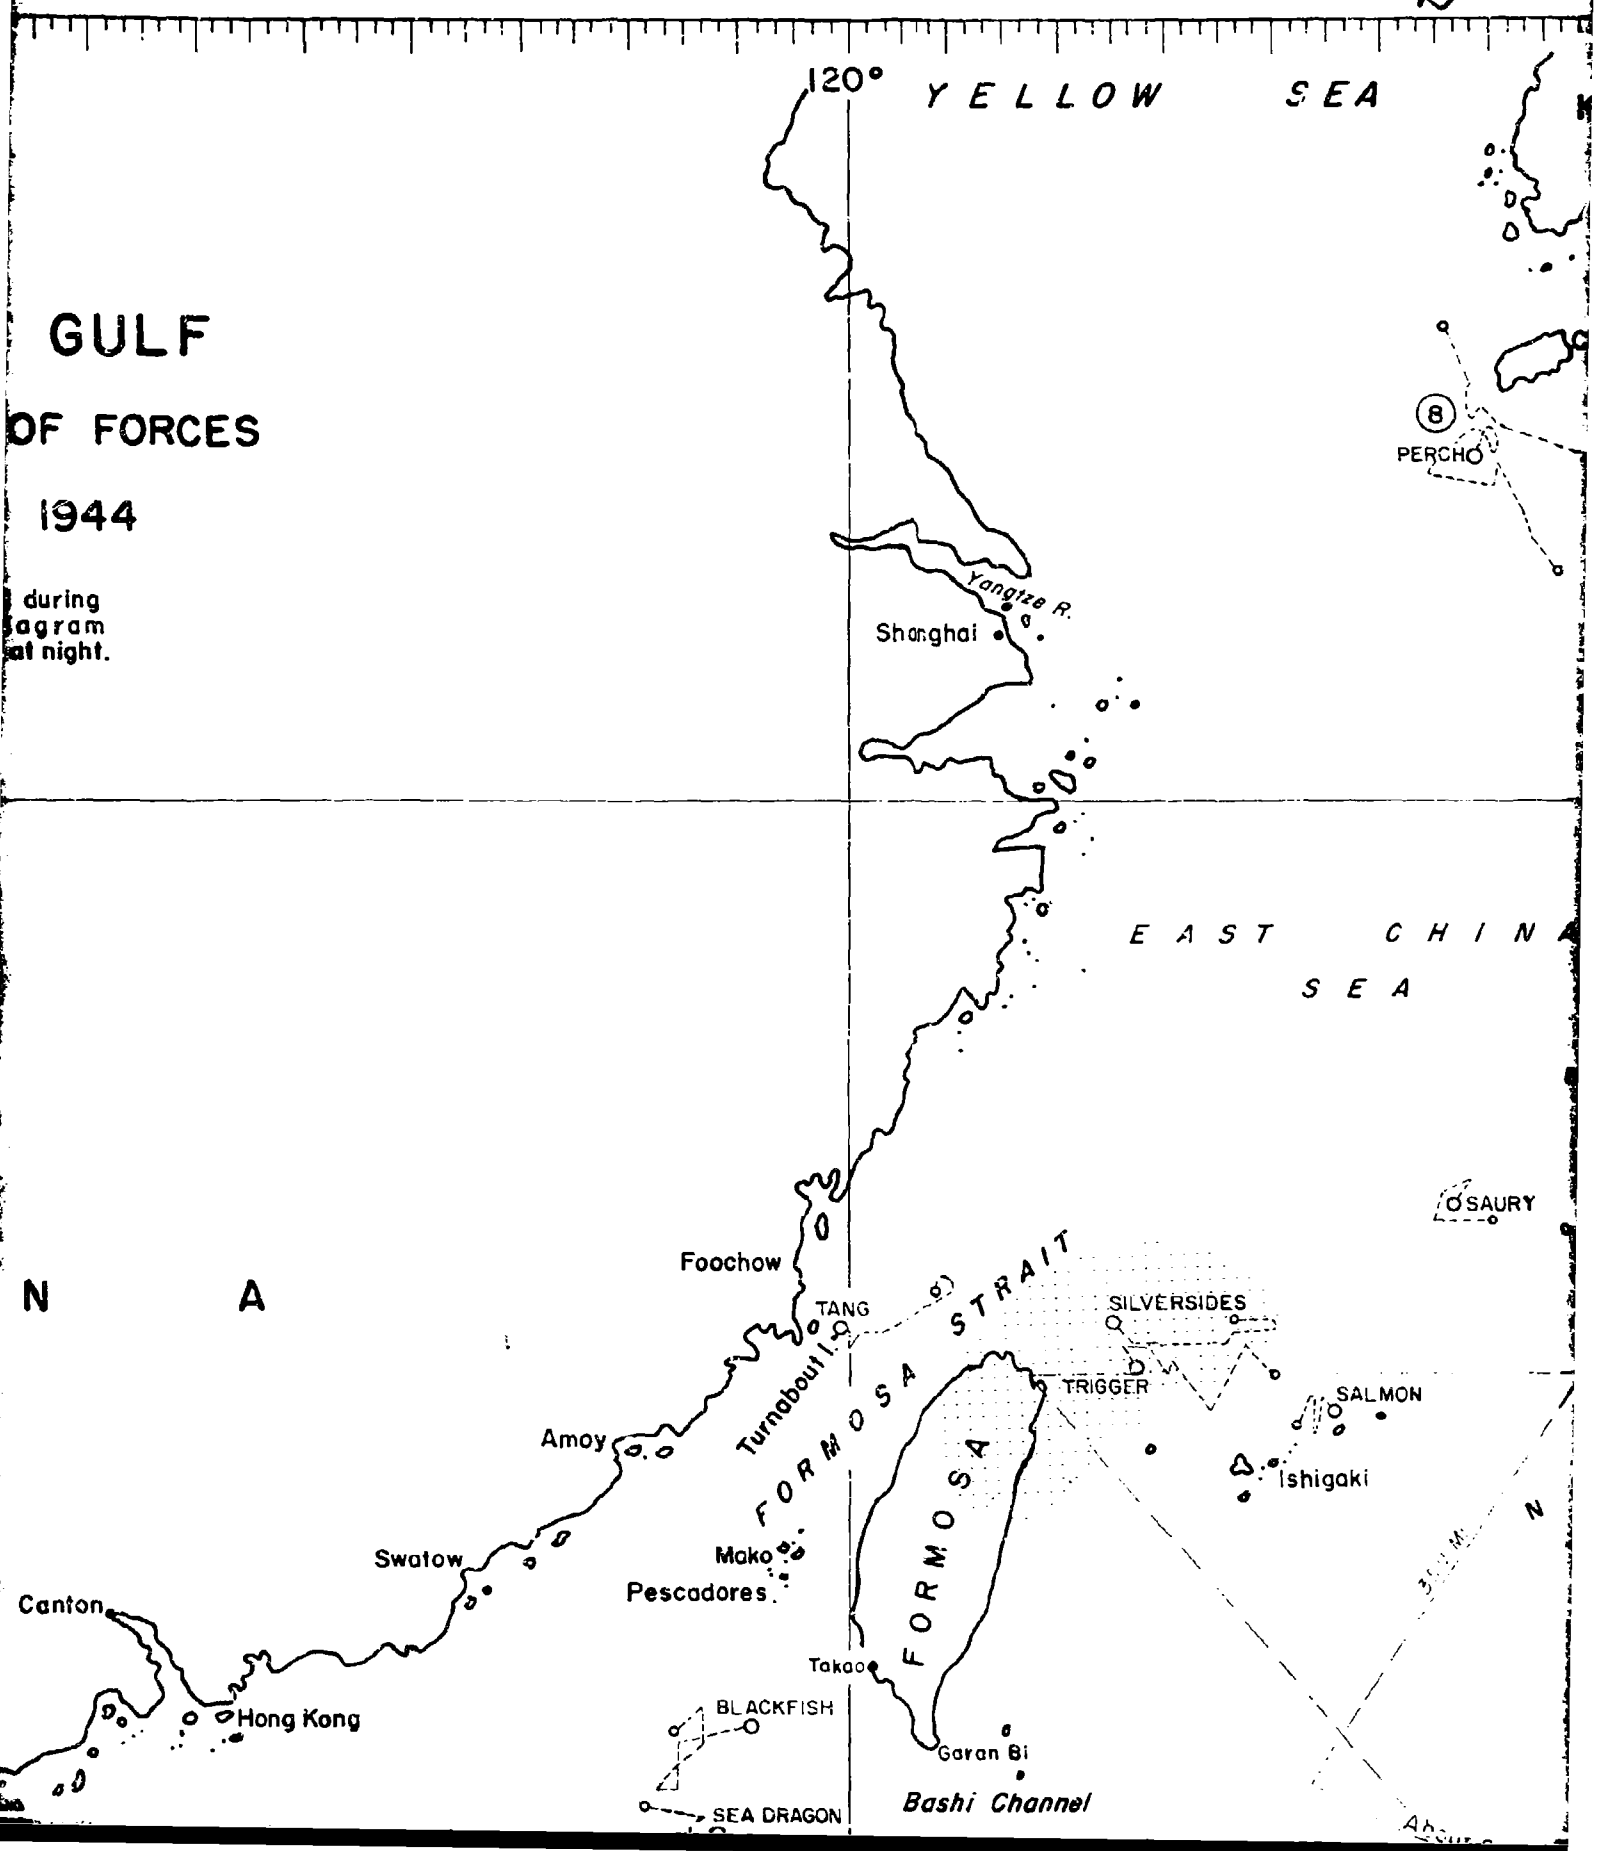 120°
YELLOW SEA
GULF
OF FORCES
1944
8
PERCH
during
agram
at night.
Yangtze R.
Shanghai
EAST CHINA
SEA
SAURY
Foochow
N A
STRAIT
TANG
SILVERSIDES
Turnabout I.
TRIGGER
SALMON
FORMOSA
Amoy
Ishigaki
FORMOSA
N
Mako
Swatow
Pescadores
Canton
Takao
Hong Kong
BLACKFISH
Garan Bi
Bashi Channel
SEA DRAGON